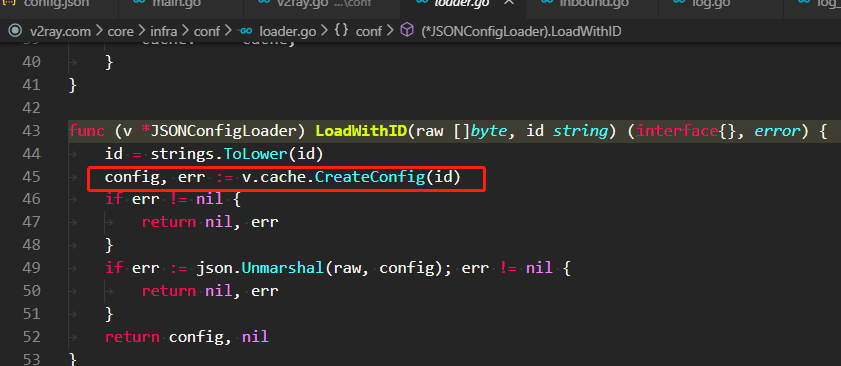 config.json main.go v2ray.go ...\conf loader.go inbound.go log.go log_
v2ray.com > core > infra > conf > loader.go > {} conf > (*JSONConfigLoader).LoadWithID
40 }
41 }
42
43 func (v *JSONConfigLoader) LoadWithID(raw []byte, id string) (interface{}, error) {
44 id = strings.ToLower(id)
45 config, err := v.cache.CreateConfig(id)
46 if err != nil {
47 return nil, err
48 }
49 if err := json.Unmarshal(raw, config); err != nil {
50 return nil, err
51 }
52 return config, nil
53 }